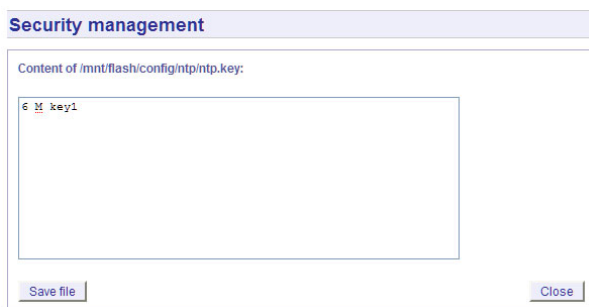 Security management
Content of /mnt/flash/config/ntp/ntp.key:
6 M key1
Save file
Close